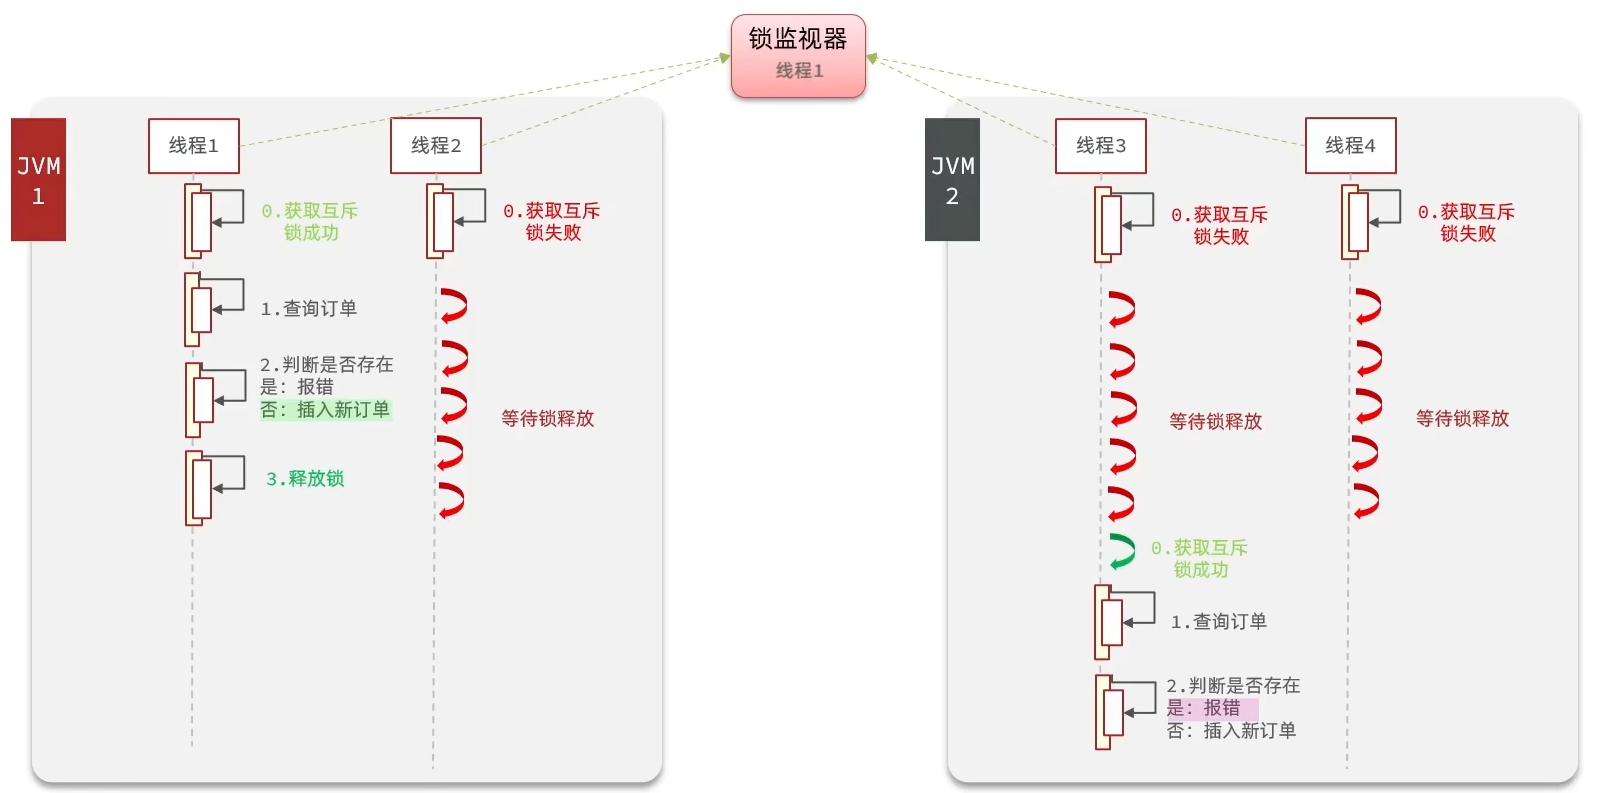 锁监视器
线程1
JVM
1
线程1
0.获取互斥
锁成功
1.查询订单
2.判断是否存在
是：报错
否：插入新订单
3.释放锁
线程2
0.获取互斥
锁失败
等待锁释放
JVM
2
线程3
0.获取互斥
锁失败
等待锁释放
0.获取互斥
锁成功
1.查询订单
2.判断是否存在
是：报错
否：插入新订单
线程4
0.获取互斥
锁失败
等待锁释放